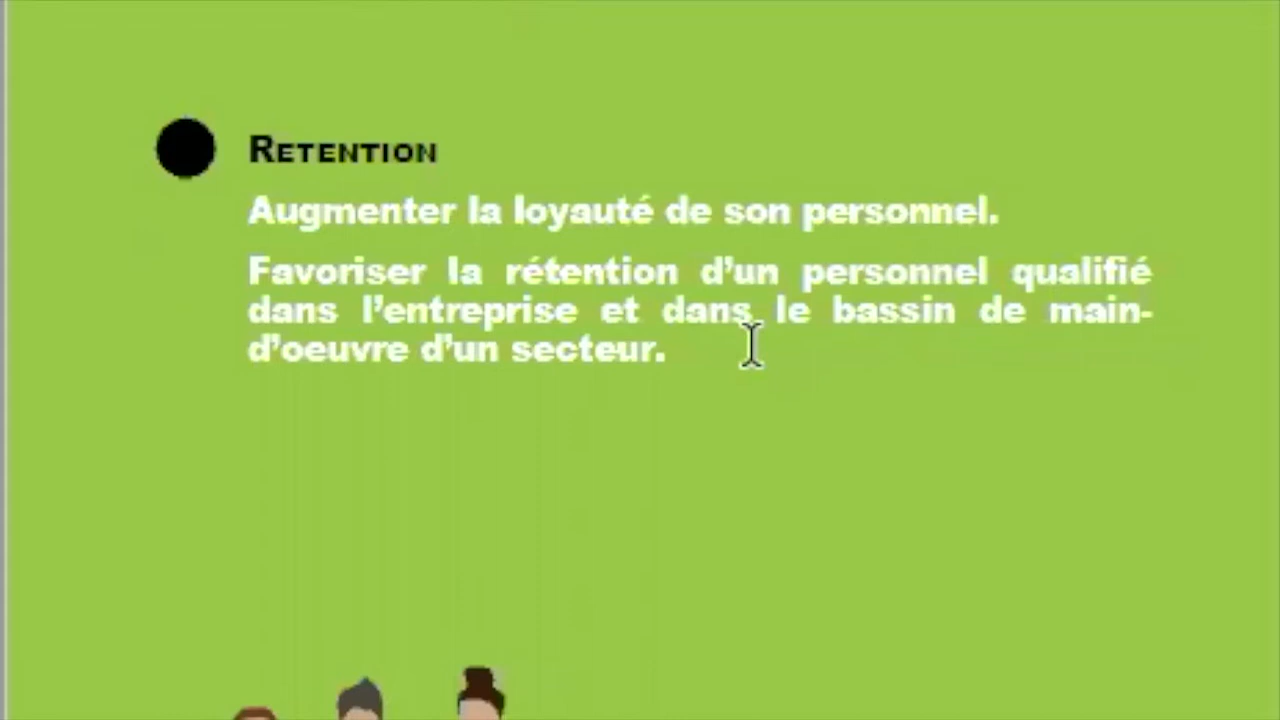 RETENTION
Augmenter la loyauté de son personnel.
Favoriser la rétention d’un personnel qualifié
dans l’entreprise et dans le bassin de main-
d’oeuvre d’un secteur.